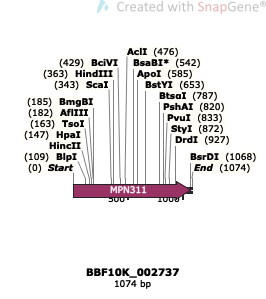 Created with SnapGene®
AclI (476)
(429) BciVI BsaBI* (542)
(363) HindIII ApoI (585)
(343) ScaI BstYI (653)
BtsαI (787)
(185) BmgBI PshAI (820)
(182) AflIII PvuI (833)
(163) TsoI StyI (872)
(147) HpaI DrdI (927)
HincII
(109) BlpI BsrDI (1068)
(0) Start End (1074)
MPN311
500 1000
BBF10K_002737
1074 bp